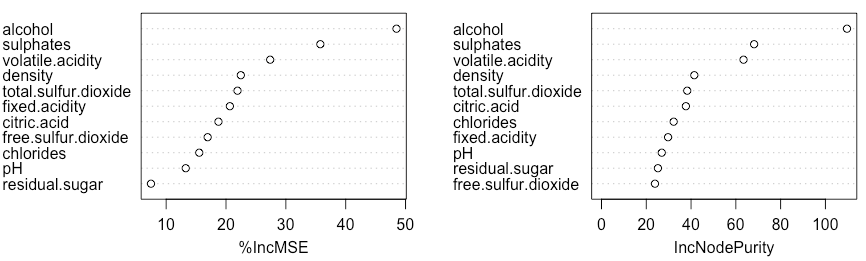 alcohol
sulphates
volatile.acidity
density
total.sulfur.dioxide
fixed.acidity
citric.acid
free.sulfur.dioxide
chlorides
pH
residual.sugar
10 20 30 40 50
%IncMSE
alcohol
sulphates
volatile.acidity
density
total.sulfur.dioxide
citric.acid
chlorides
fixed.acidity
pH
residual.sugar
free.sulfur.dioxide
0 20 40 60 80 100
IncNodePurity